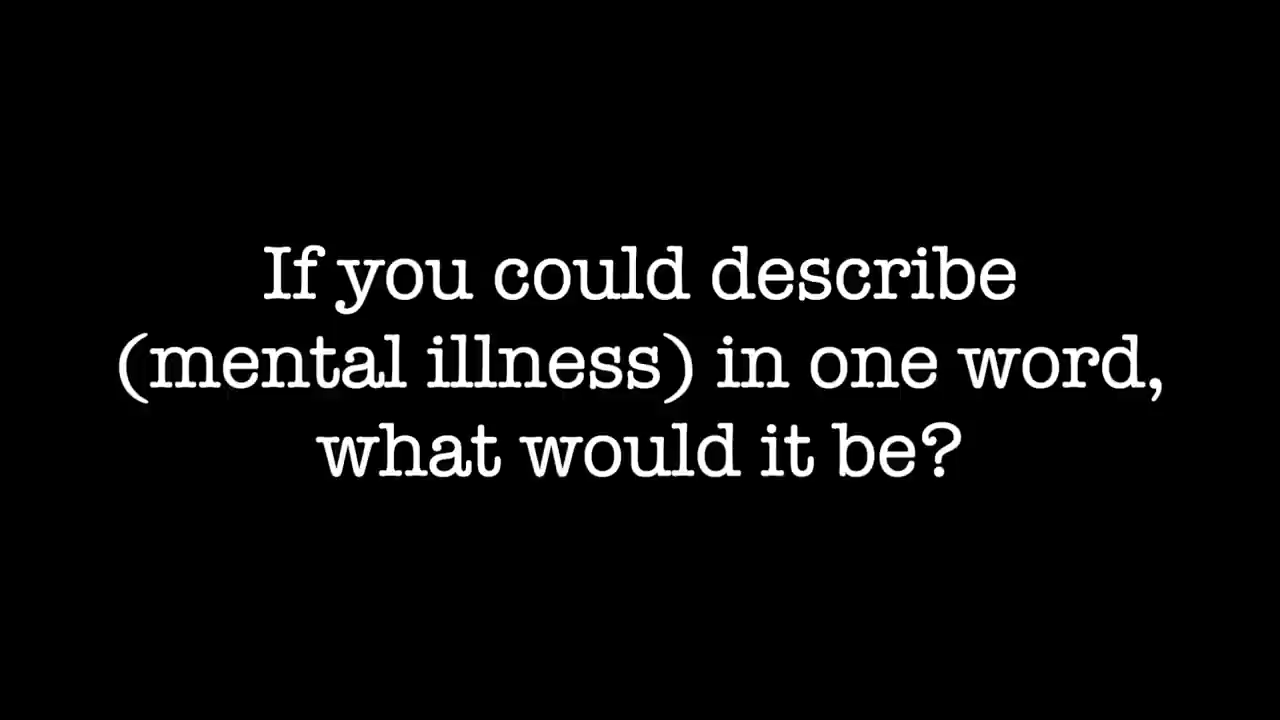 If you could describe
(mental illness) in one word,
what would it be?